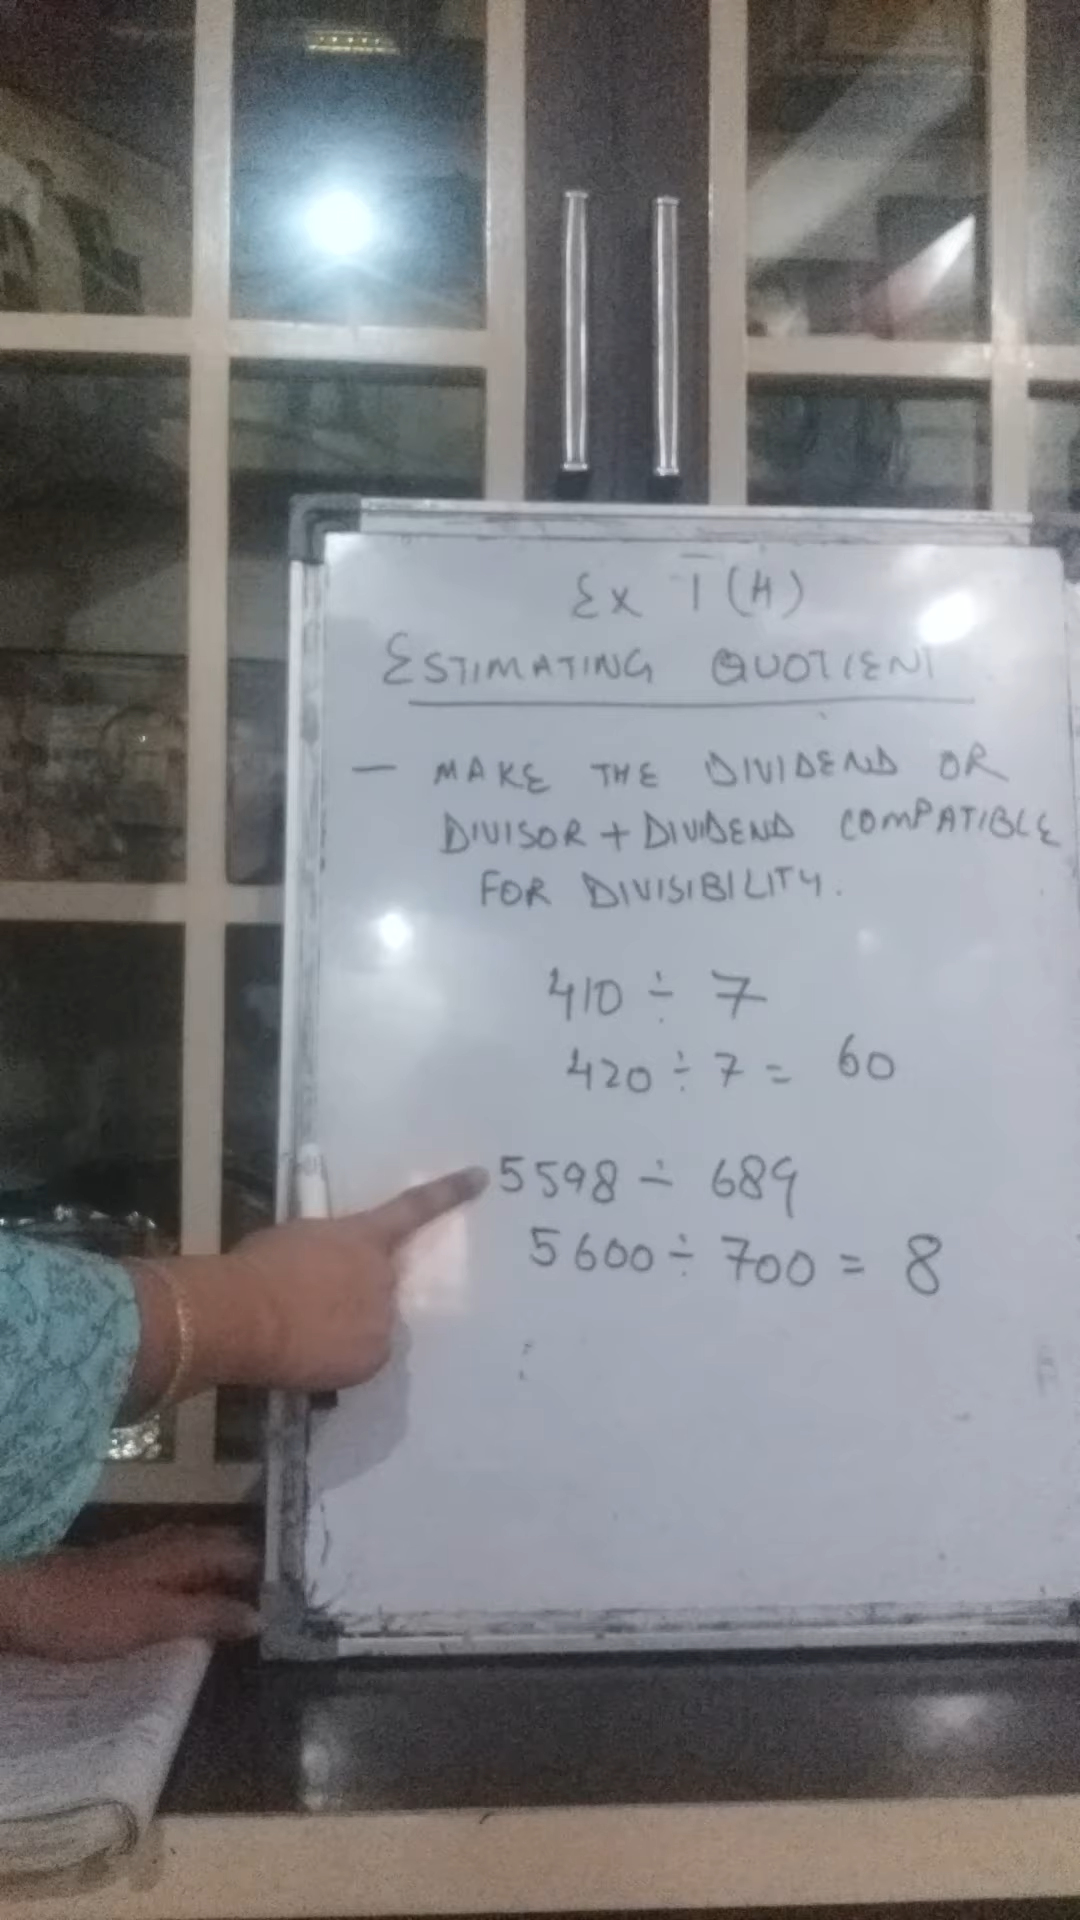 Ex 1(H)
ESTIMATING QUOTIENT
- MAKE THE DIVIDEND OR
DIVISOR + DIVIDEND COMPATIBLE
FOR DIVISIBILITY.
410 ÷ 7
420 ÷ 7 = 60
5598 ÷ 689
5600 ÷ 700 = 8